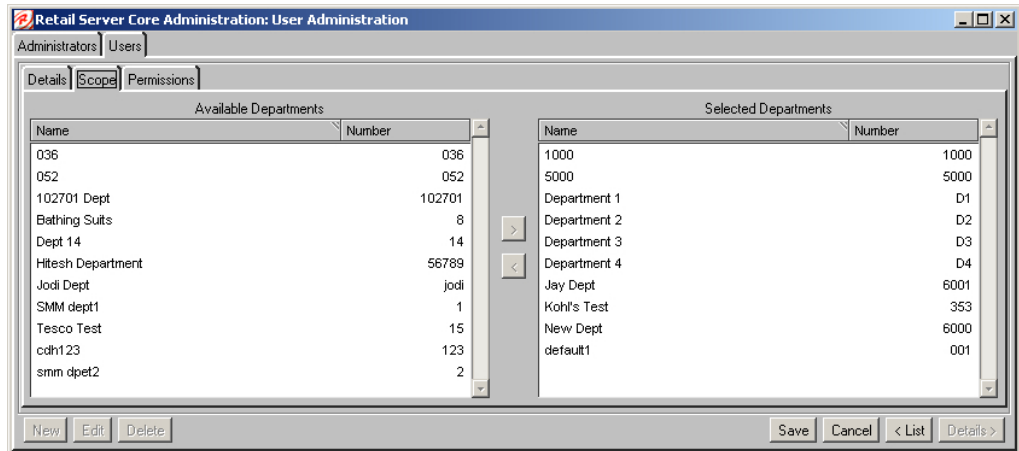 Retail Server Core Administration: User Administration
Administrators Users
Details Scope Permissions
Available Departments Selected Departments
Name Number Name Number
036 036 1000 1000
052 052 5000 5000
102701 Dept 102701 Department 1 D1
Bathing Suits 8 Department 2 D2
Dept 14 14 Department 3 D3
Hitesh Department 56789 Department 4 D4
Jodi Dept jodi Jay Dept 6001
SMM dept1 1 Kohl's Test 353
Tesco Test 15 New Dept 6000
cdh123 123 default1 001
smm dpet2 2
>
<
New Edit Delete Save Cancel < List Details >